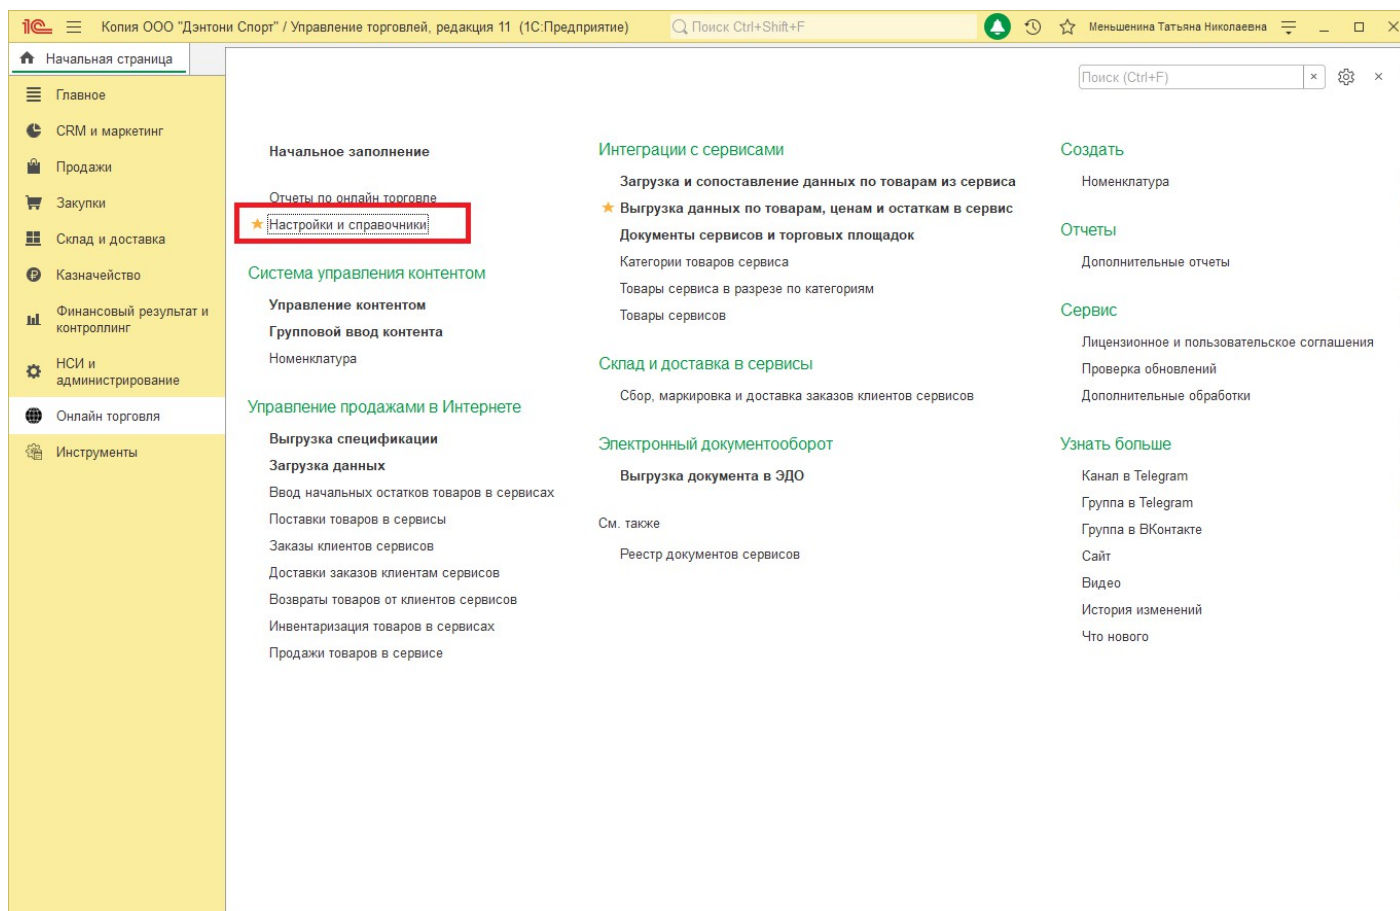 1С Копия ООО "Дэнтони Спорт" / Управление торговлей, редакция 11 (1С:Предприятие) Поиск Ctrl+Shift+F Меньшенина Татьяна Николаевна
Начальная страница
Поиск (Ctrl+F)
Главное
CRM и маркетинг
Продажи
Закупки
Склад и доставка
Казначейство
Финансовый результат и
контроллинг
НСИ и
администрирование
Онлайн торговля
Инструменты
Начальное заполнение
Отчеты по онлайн торговле
Настройки и справочники
Система управления контентом
Управление контентом
Групповой ввод контента
Номенклатура
Управление продажами в Интернете
Выгрузка спецификации
Загрузка данных
Ввод начальных остатков товаров в сервисах
Поставки товаров в сервисы
Заказы клиентов сервисов
Доставки заказов клиентам сервисов
Возвраты товаров от клиентов сервисов
Инвентаризация товаров в сервисах
Продажи товаров в сервисе
Интеграции с сервисами
Загрузка и сопоставление данных по товарам из сервиса
Выгрузка данных по товарам, ценам и остаткам в сервис
Документы сервисов и торговых площадок
Категории товаров сервиса
Товары сервиса в разрезе по категориям
Товары сервисов
Склад и доставка в сервисы
Сбор, маркировка и доставка заказов клиентов сервисов
Электронный документооборот
Выгрузка документа в ЭДО
См. также
Реестр документов сервисов
Создать
Номенклатура
Отчеты
Дополнительные отчеты
Сервис
Лицензионное и пользовательское соглашения
Проверка обновлений
Дополнительные обработки
Узнать больше
Канал в Telegram
Группа в Telegram
Группа в ВКонтакте
Сайт
Видео
История изменений
Что нового